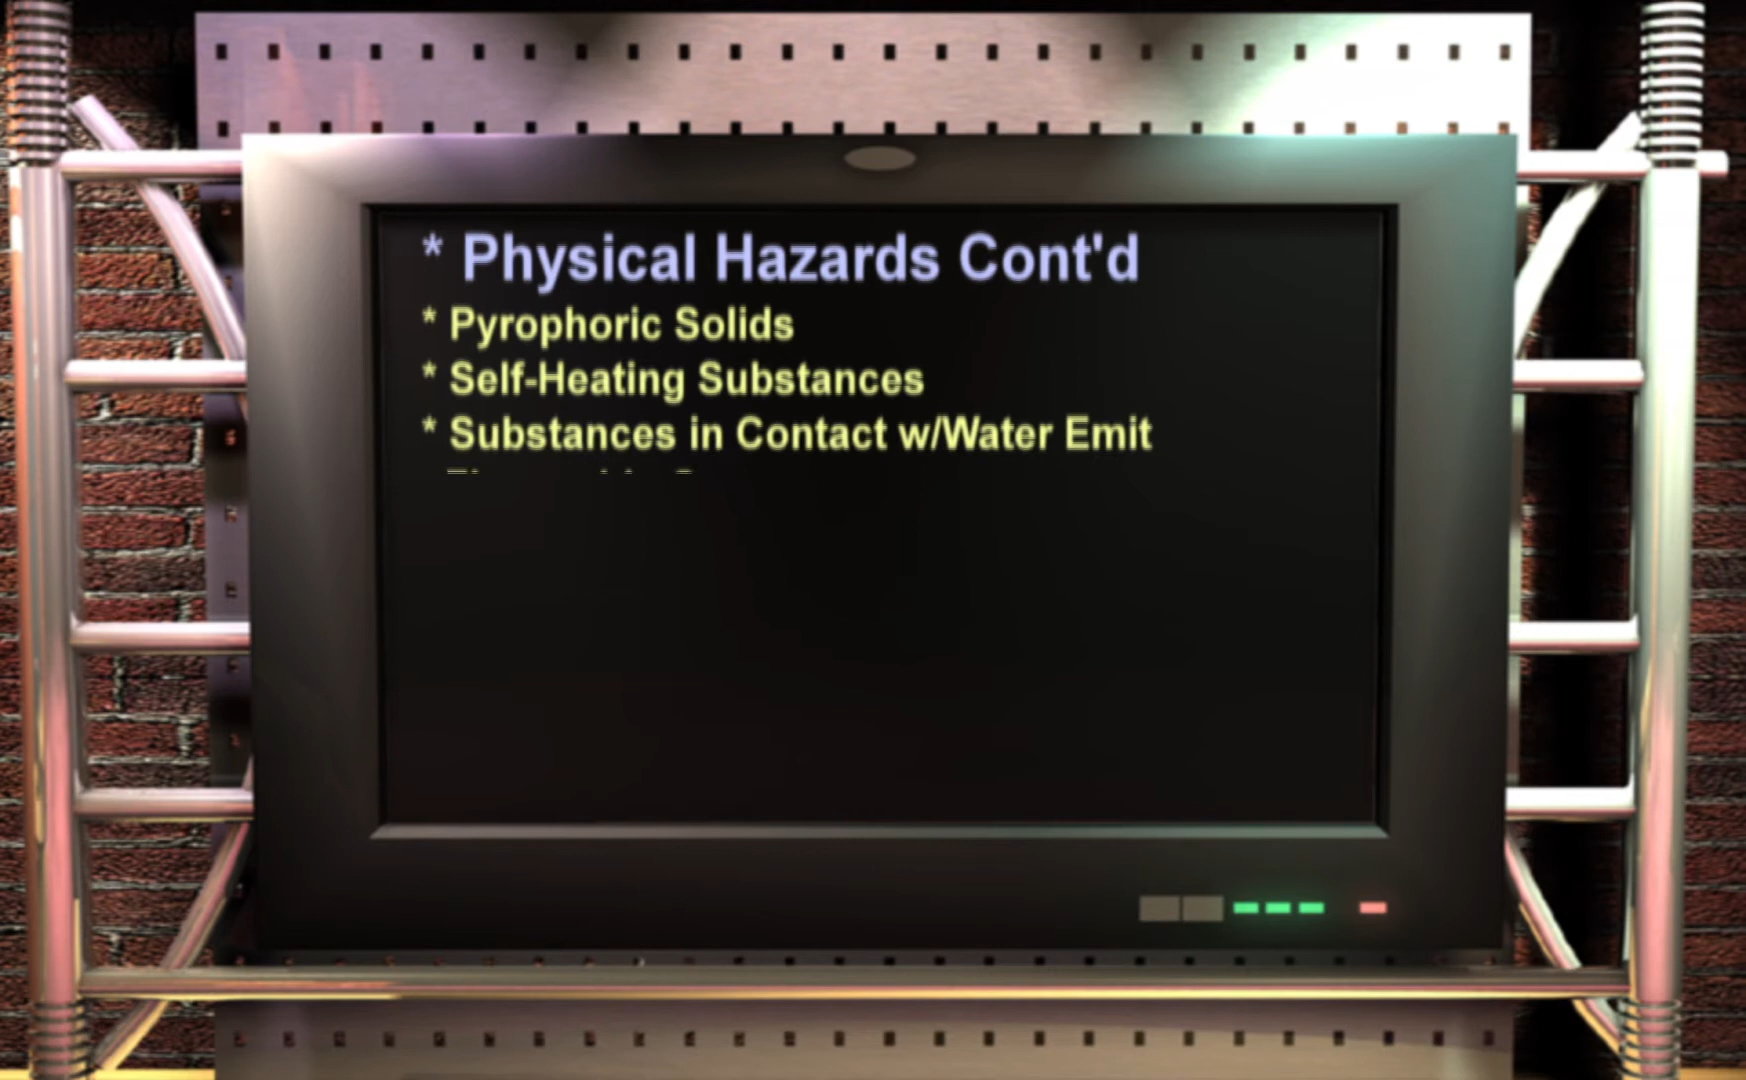 * Physical Hazards Cont'd
* Pyrophoric Solids
* Self-Heating Substances
* Substances in Contact w/Water Emit